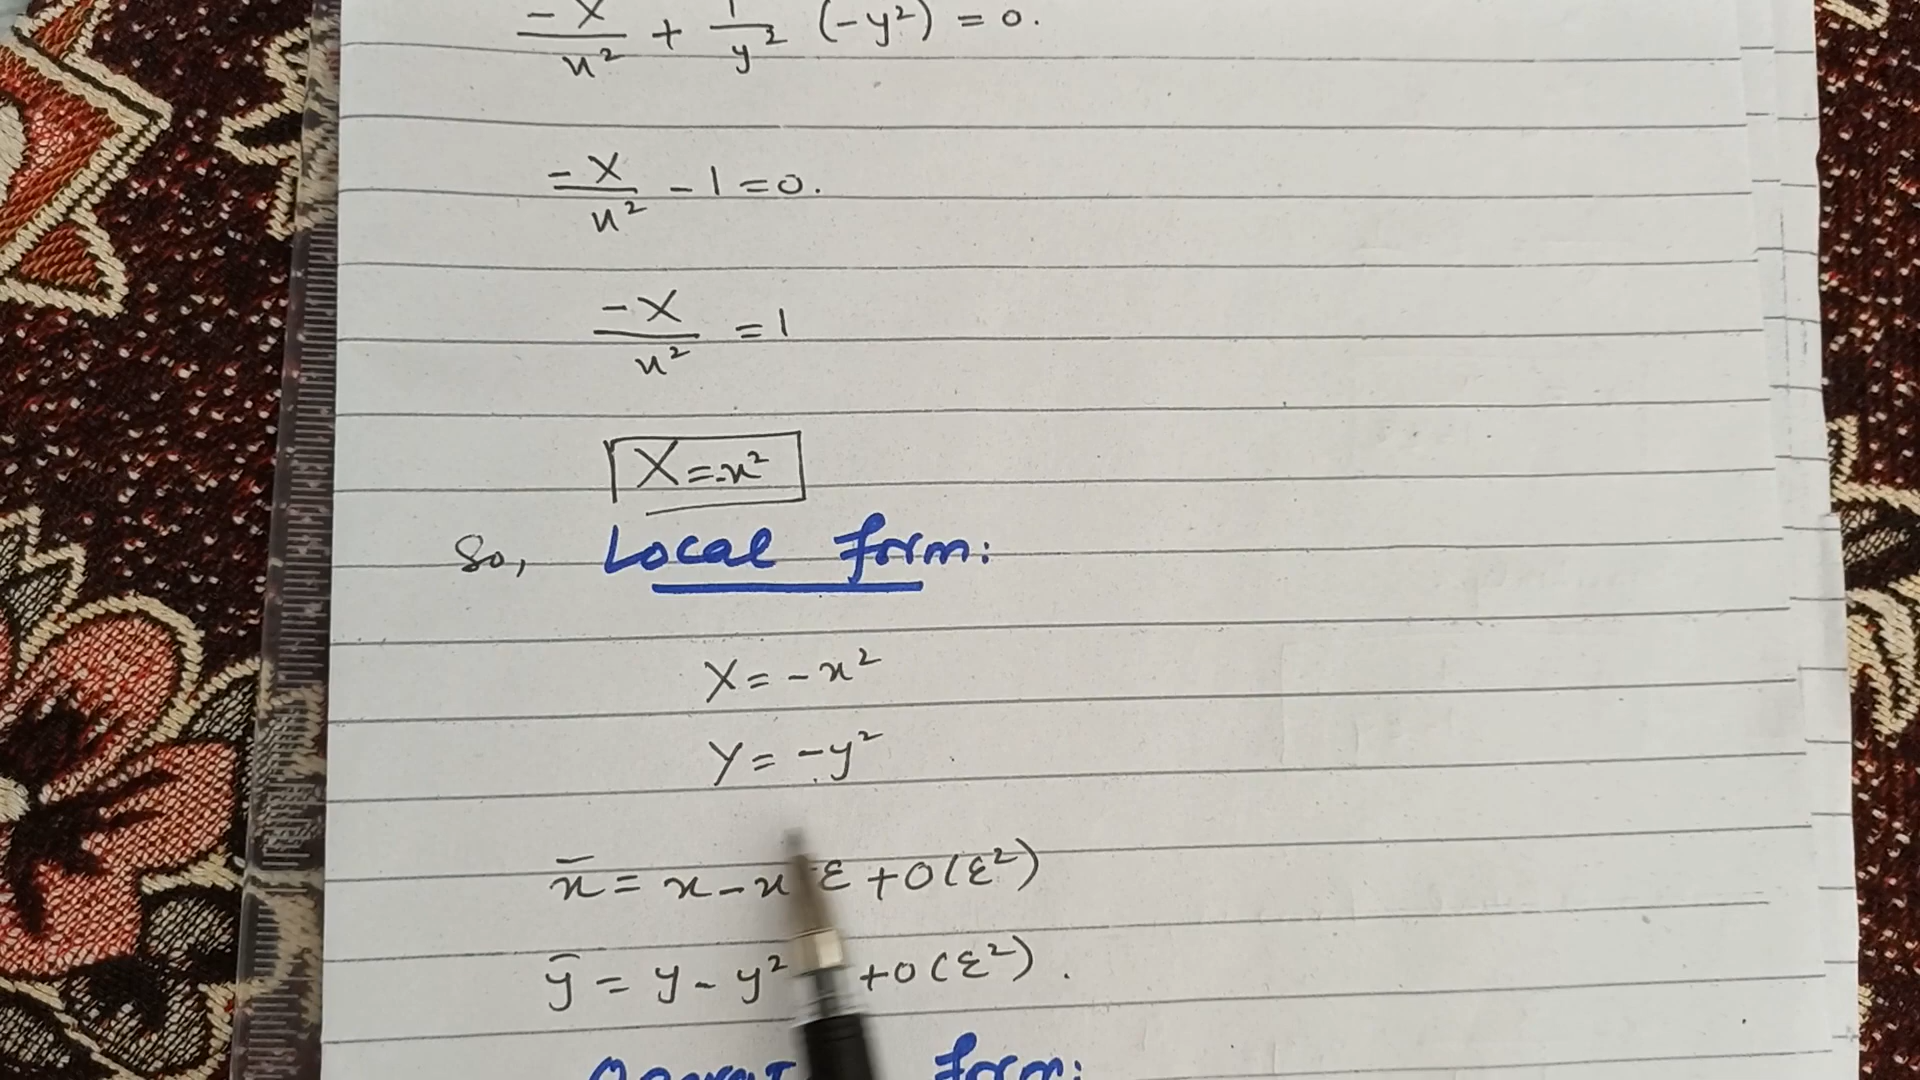 -X/x² + 1/y² (-y²) = 0.
-X/x² - 1 = 0.
-X/x² = 1
X = -x²
So, Local form:
X = -x²
Y = -y²
x̄ = x - x ε + O(ε²)
ȳ = y - y² + O(ε²).
form: